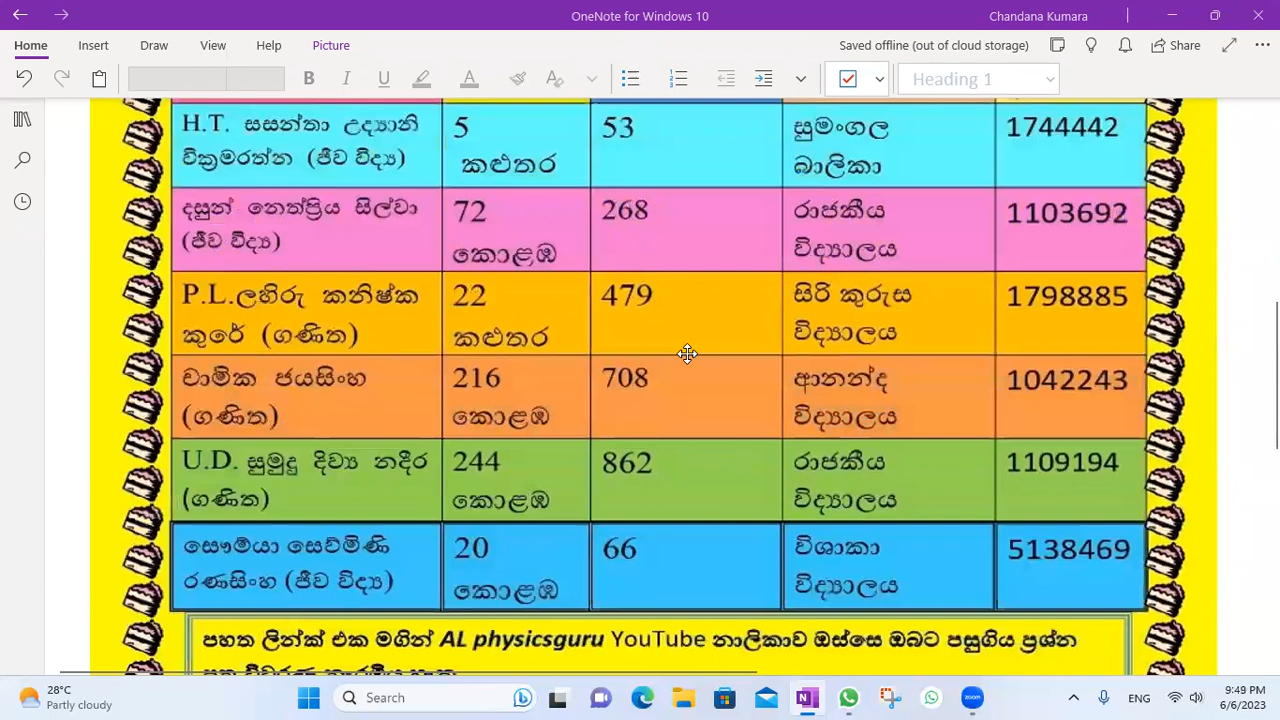 OneNote for Windows 10
Chandana Kumara
Home Insert Draw View Help Picture
Saved offline (out of cloud storage)
Share
B I U A
Heading 1
H.T. සසන්තා උද්‍යානි
වික්‍රමරත්න (ජීව විද්‍යා)
5
කළුතර
53
සුමංගල
බාලිකා
1744442
දසුන් නෙත්ප්‍රිය සිල්වා
(ජීව විද්‍ය)
72
කොළඹ
268
රාජකීය
විද්‍යාලය
1103692
P.L.ලහිරු කනිෂ්ක
කුරේ (ගණිත)
22
කළුතර
479
සිරි කුරුස
විද්‍යාලය
1798885
චාමික ජයසිංහ
(ගණිත)
216
කොළඹ
708
ආනන්ද
විද්‍යාලය
1042243
U.D. සුමුදු දිව්‍ය නදීර
(ගණිත)
244
කොළඹ
862
රාජකීය
විද්‍යාලය
1109194
සෞම්යා සෙව්මිණි
රණසිංහ (ජීව විද්‍යා)
20
කොළඹ
66
විශාකා
විද්‍යාලය
5138469
පහත ලින්ක් එක මගින් AL physicsguru YouTube නාලිකාව ඔස්සෙ ඔබට පසුගිය ප්‍රශ්න
28°C
Partly cloudy
Search
zoom
ENG
9:49 PM
6/6/2023